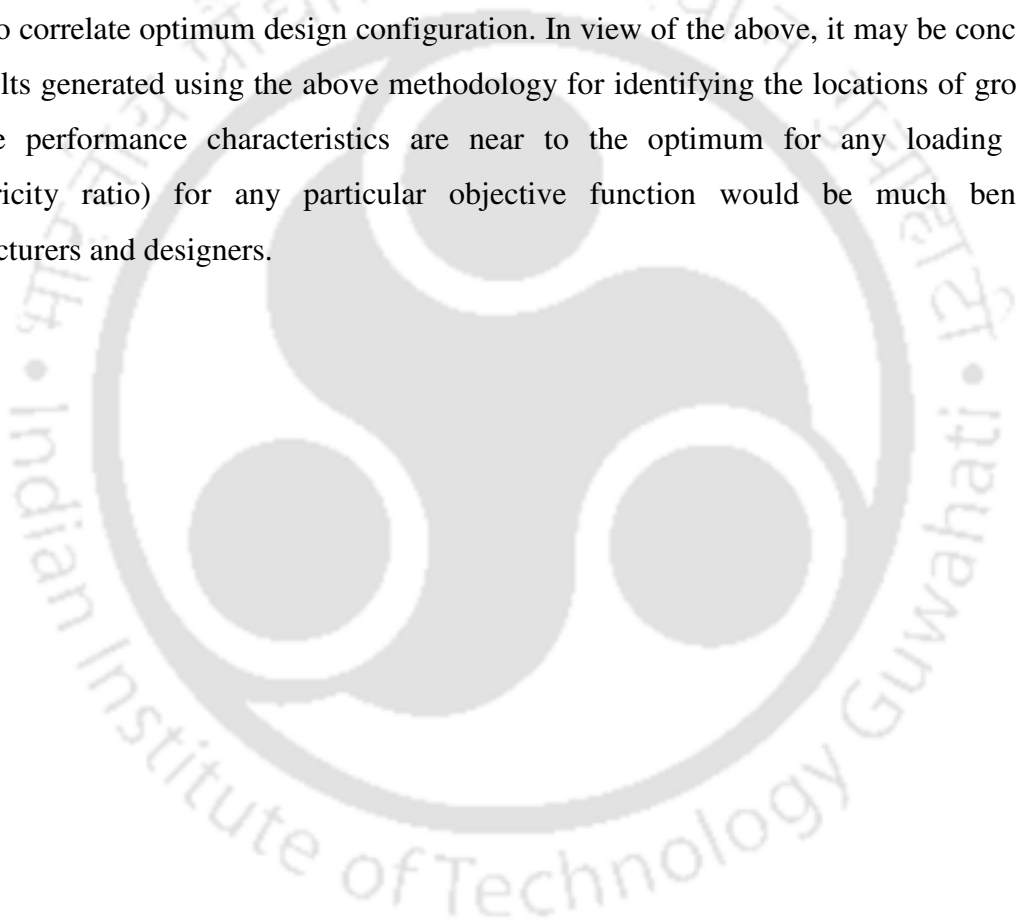 o correlate optimum design configuration. In view of the above, it may be conc
lts generated using the above methodology for identifying the locations of gro
e performance characteristics are near to the optimum for any loading
ricity ratio) for any particular objective function would be much ben
cturers and designers.
Indian Institute of Technology Guwahati